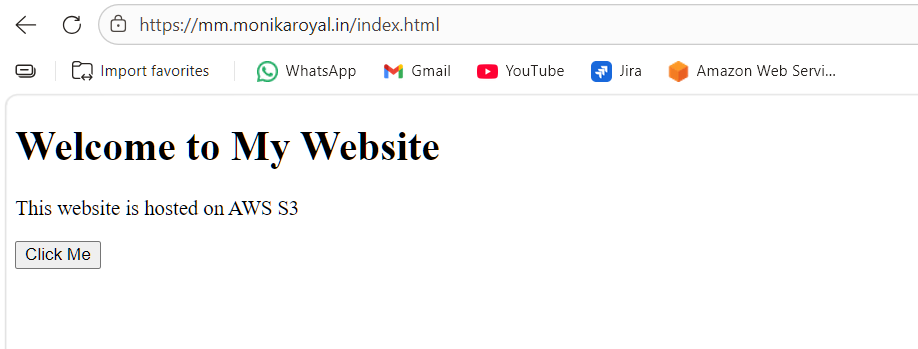 https://mm.monikaroyal.in/index.html
Import favorites WhatsApp Gmail YouTube Jira Amazon Web Servi...
Welcome to My Website
This website is hosted on AWS S3
Click Me